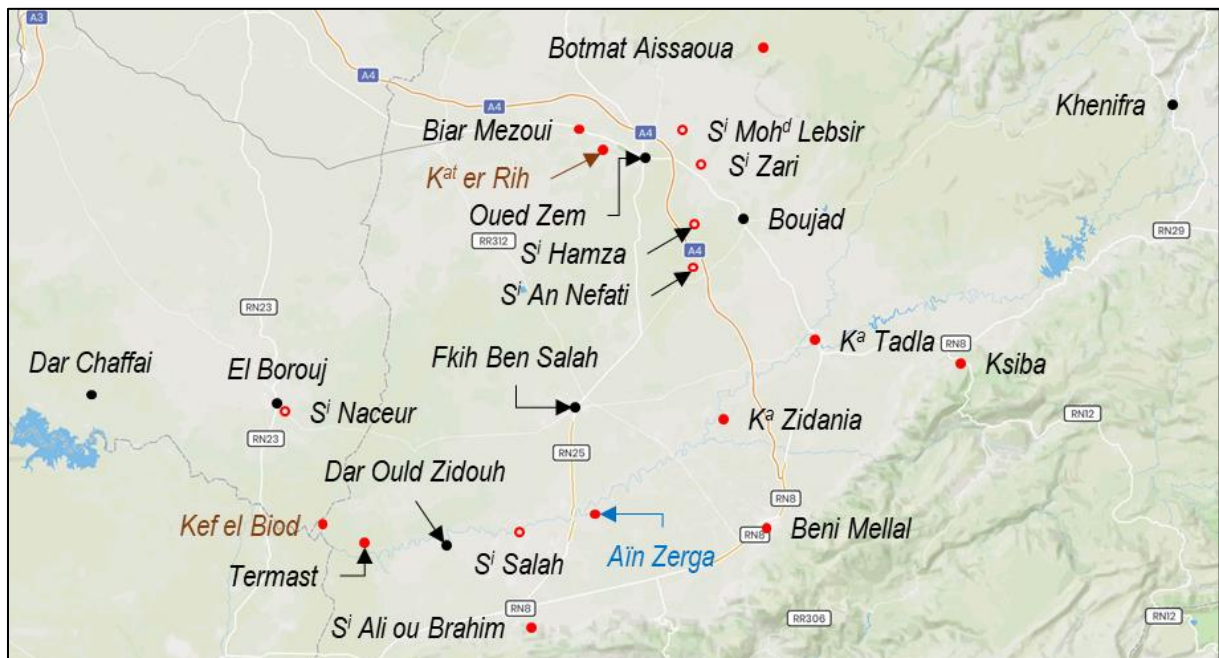 A3
Botmat Aissaoua
A4
Khenifra
A4
Biar Mezoui
A4
Sⁱ Mohᵈ Lebsir
Kᵃᵗ er Rih
Sⁱ Zari
Oued Zem
Boujad
RN29
RR312
Sⁱ Hamza
A4
Sⁱ An Nefati
RN23
Kᵃ Tadla
RN8
Dar Chaffai
El Borouj
Fkih Ben Salah
Ksiba
Sⁱ Naceur
Kᵃ Zidania
RN12
RN23
RN25
Dar Ould Zidouh
RN8
Kef el Biod
RN8
Beni Mellal
Termast
Sⁱ Salah
Aïn Zerga
RN8
RR306
RN12
Sⁱ Ali ou Brahim